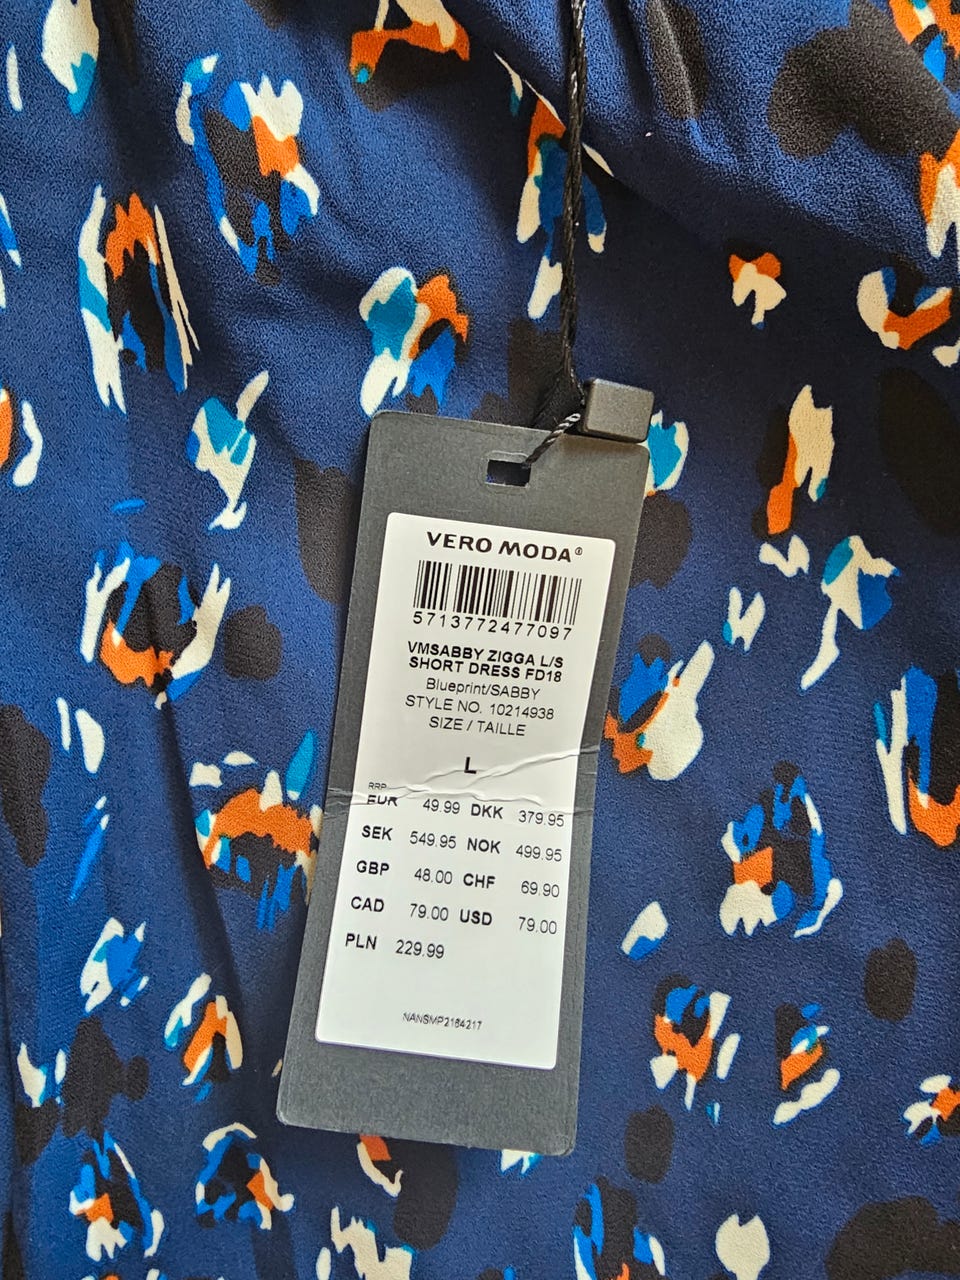 VERO MODA®
5713772477097
VMSABBY ZIGGA L/S
SHORT DRESS FD18
Blueprint/SABBY
STYLE NO. 10214938
SIZE / TAILLE
L
RRP
EUR 49.99 DKK 379.95
SEK 549.95 NOK 499.95
GBP 48.00 CHF 69.90
CAD 79.00 USD 79.00
PLN 229.99
NANSMP2184217